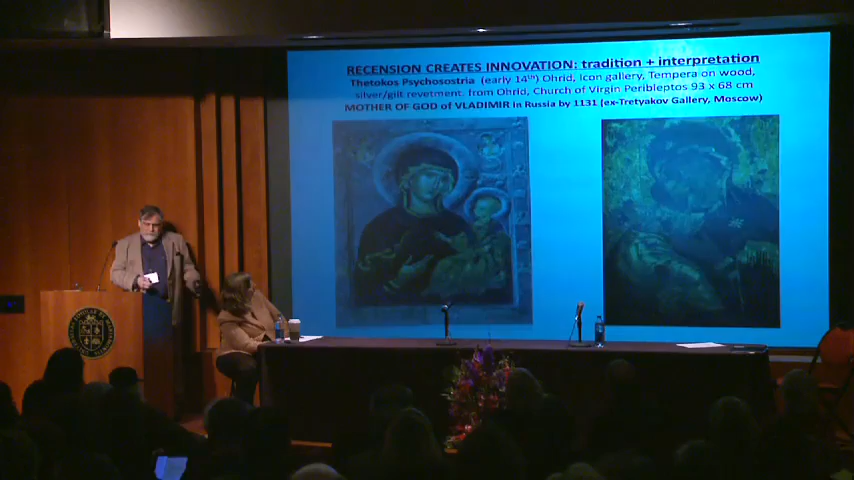 RECENSION CREATES INNOVATION: tradition + interpretation
Thetokos Psychosostria (early 14th) Ohrid, Icon gallery, Tempera on wood,
silver/gilt revetment. from Ohrid, Church of Virgin Peribleptos 93 x 68 cm
MOTHER OF GOD of VLADIMIR in Russia by 1131 (ex-Tretyakov Gallery, Moscow)